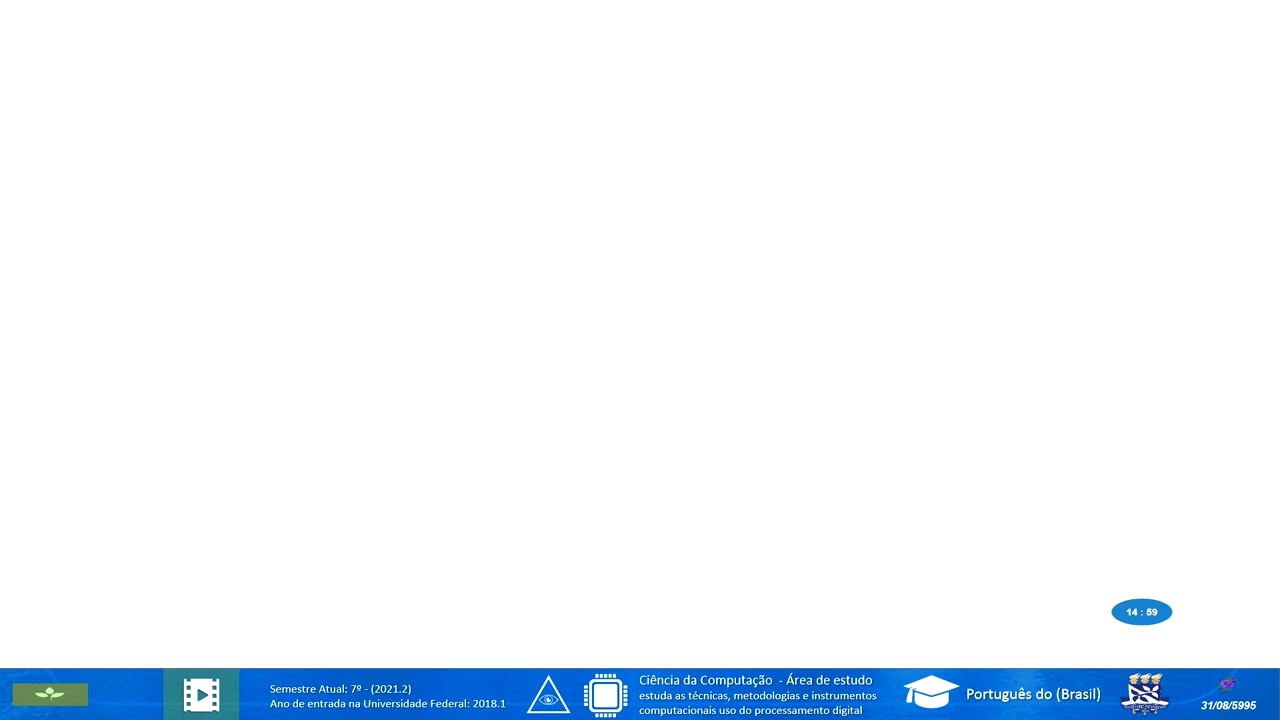 14 : 59
Semestre Atual: 7º - (2021.2)
Ano de entrada na Universidade Federal: 2018.1
Ciência da Computação - Área de estudo
estuda as técnicas, metodologias e instrumentos
computacionais uso do processamento digital
Português do (Brasil)
31/08/5995